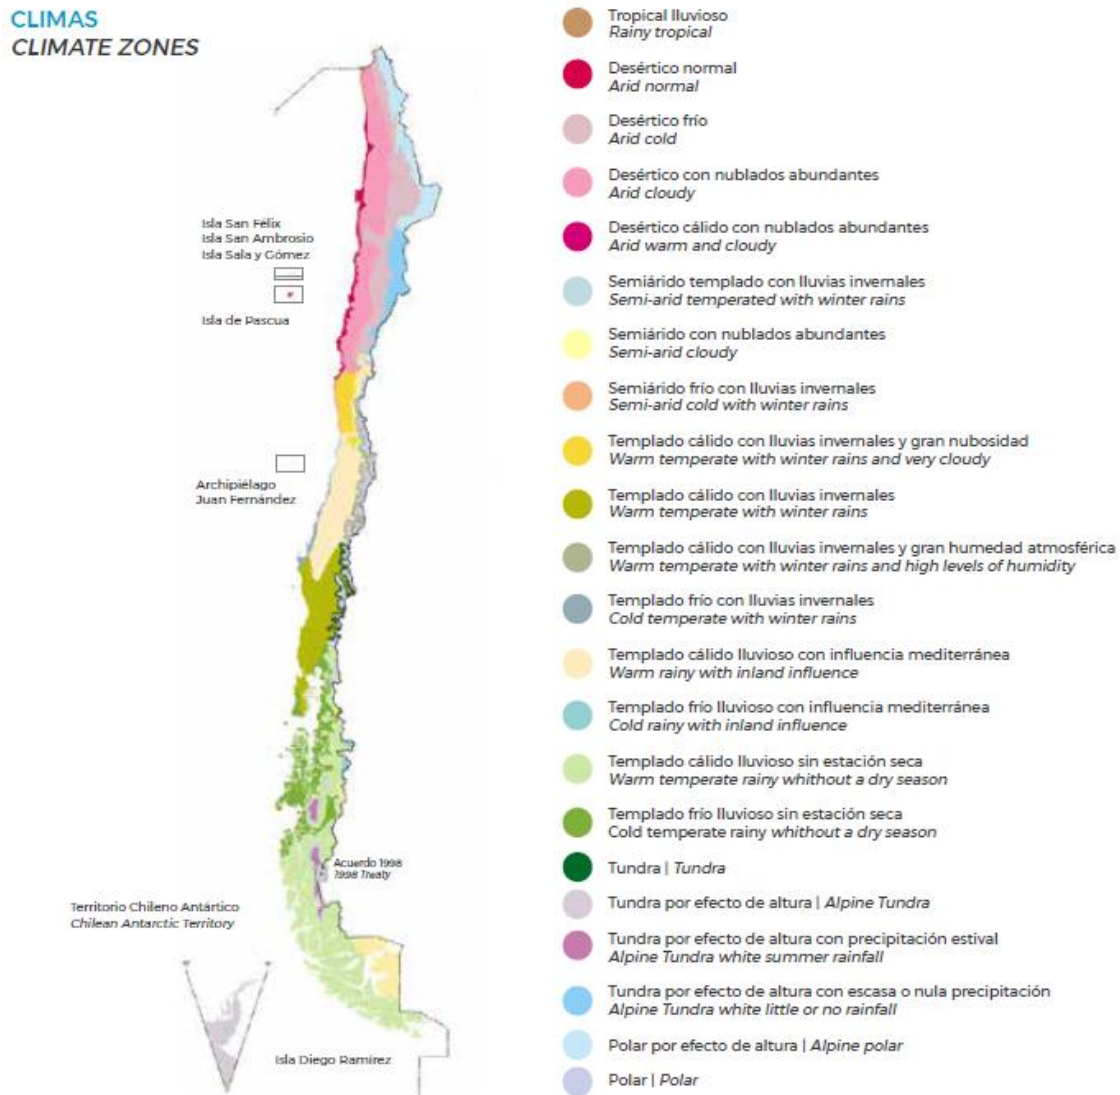 CLIMAS
CLIMATE ZONES
Isla San Félix
Isla San Ambrosio
Isla Sala y Gómez
Isla de Pascua
Archipiélago
Juan Fernández
Acuerdo 1998
1998 Treaty
Territorio Chileno Antártico
Chilean Antarctic Territory
Isla Diego Ramírez
Tropical lluvioso
Rainy tropical
Desértico normal
Arid normal
Desértico frío
Arid cold
Desértico con nublados abundantes
Arid cloudy
Desértico cálido con nublados abundantes
Arid warm and cloudy
Semiárido templado con lluvias invernales
Semi-arid temperated with winter rains
Semiárido con nublados abundantes
Semi-arid cloudy
Semiárido frío con lluvias invernales
Semi-arid cold with winter rains
Templado cálido con lluvias invernales y gran nubosidad
Warm temperate with winter rains and very cloudy
Templado cálido con lluvias invernales
Warm temperate with winter rains
Templado cálido con lluvias invernales y gran humedad atmosférica
Warm temperate with winter rains and high levels of humidity
Templado frío con lluvias invernales
Cold temperate with winter rains
Templado cálido lluvioso con influencia mediterránea
Warm rainy with inland influence
Templado frío lluvioso con influencia mediterránea
Cold rainy with inland influence
Templado cálido lluvioso sin estación seca
Warm temperate rainy whithout a dry season
Templado frío lluvioso sin estación seca
Cold temperate rainy whithout a dry season
Tundra | Tundra
Tundra por efecto de altura | Alpine Tundra
Tundra por efecto de altura con precipitación estival
Alpine Tundra white summer rainfall
Tundra por efecto de altura con escasa o nula precipitación
Alpine Tundra white little or no rainfall
Polar por efecto de altura | Alpine polar
Polar | Polar